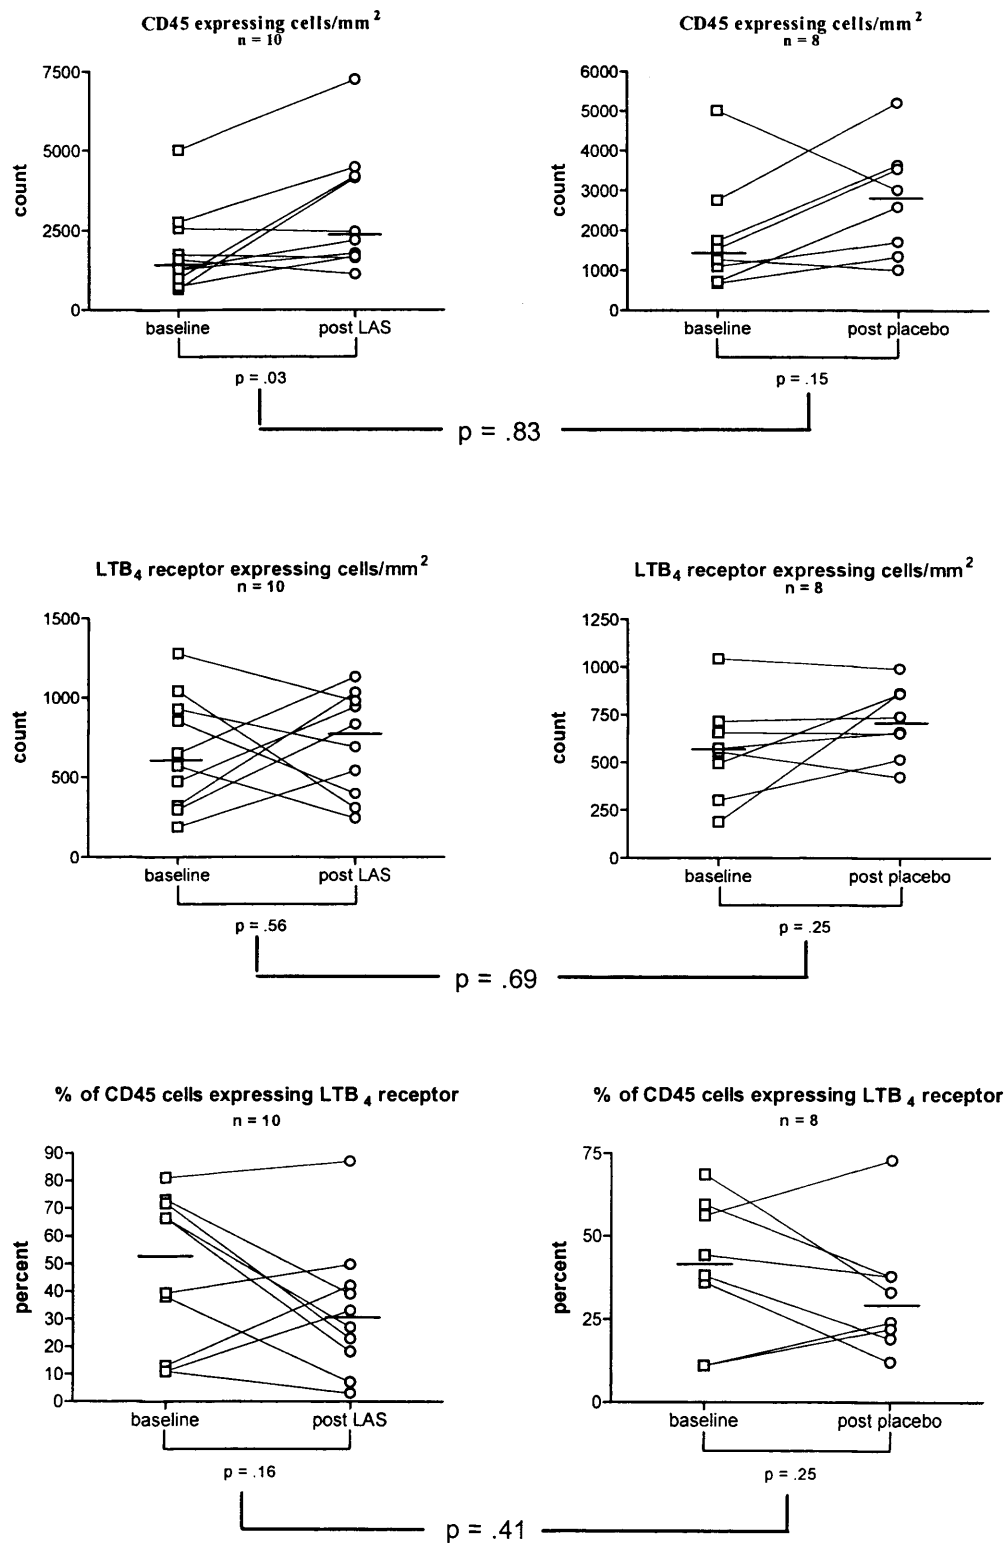 CD45 expressing cells/mm²
n = 10
7500
5000
2500
0
count
baseline
post LAS
p = .03
CD45 expressing cells/mm²
n = 8
6000
5000
4000
3000
2000
1000
0
count
baseline
post placebo
p = .15
p = .83
LTB₄ receptor expressing cells/mm²
n = 10
1500
1000
500
0
count
baseline
post LAS
p = .56
LTB₄ receptor expressing cells/mm²
n = 8
1250
1000
750
500
250
0
count
baseline
post placebo
p = .25
p = .69
% of CD45 cells expressing LTB ₄ receptor
n = 10
90
80
70
60
50
40
30
20
10
0
percent
baseline
post LAS
p = .16
% of CD45 cells expressing LTB ₄ receptor
n = 8
75
50
25
0
percent
baseline
post placebo
p = .25
p = .41